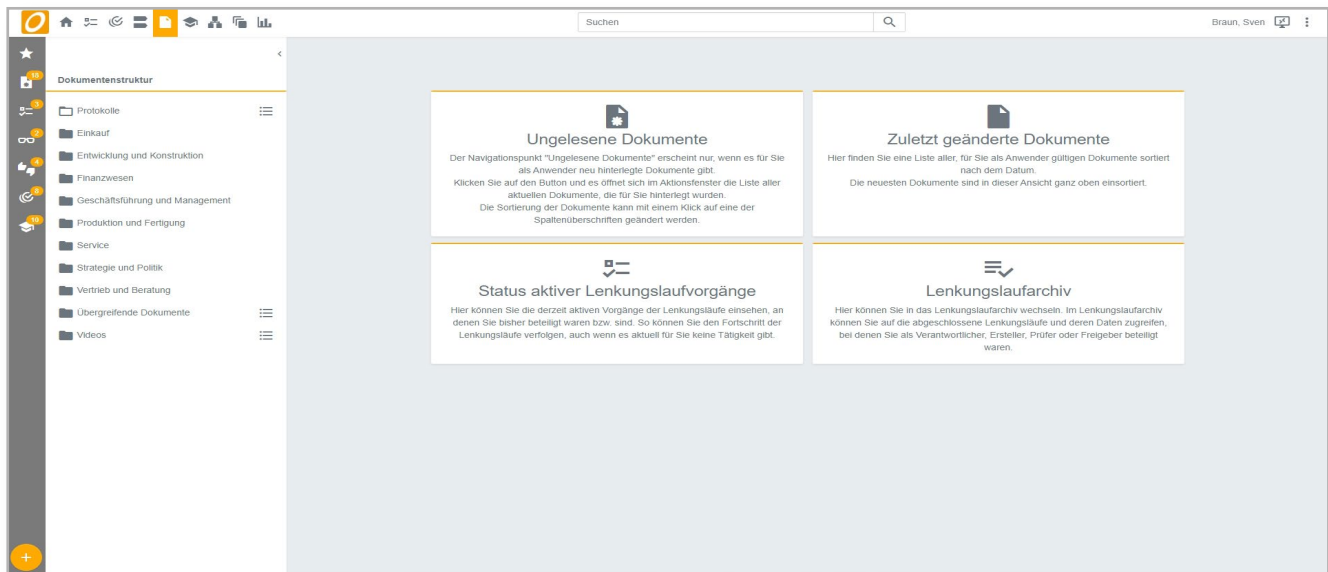 Suchen
Braun, Sven
18
3
2
4
8
Dokumentenstruktur
Protokolle
Einkauf
Entwicklung und Konstruktion
Finanzwesen
Geschäftsführung und Management
Produktion und Fertigung
Service
Strategie und Politik
Vertrieb und Beratung
Übergreifende Dokumente
Videos
Ungelesene Dokumente
Der Navigationspunkt "Ungelesene Dokumente" erscheint nur, wenn es für Sie
als Anwender neu hinterlegte Dokumente gibt.
Klicken Sie auf den Button und es öffnet sich im Aktionsfenster die Liste aller
aktuellen Dokumente, die für Sie hinterlegt wurden.
Die Sortierung der Dokumente kann mit einem Klick auf eine der
Spaltenüberschriften geändert werden.
Zuletzt geänderte Dokumente
Hier finden Sie eine Liste aller, für Sie als Anwender gültigen Dokumente sortiert
nach dem Datum.
Die neuesten Dokumente sind in dieser Ansicht ganz oben einsortiert.
Status aktiver Lenkungslaufvorgänge
Hier können Sie die derzeit aktiven Vorgänge der Lenkungsläufe einsehen, an
denen Sie bisher beteiligt waren bzw. sind. So können Sie den Fortschritt der
Lenkungsläufe verfolgen, auch wenn es aktuell für Sie keine Tätigkeit gibt.
Lenkungslaufarchiv
Hier können Sie in das Lenkungslaufarchiv wechseln. Im Lenkungslaufarchiv
können Sie auf die abgeschlossene Lenkungsläufe und deren Daten zugreifen,
bei denen Sie als Verantwortlicher, Ersteller, Prüfer oder Freigeber beteiligt
waren.